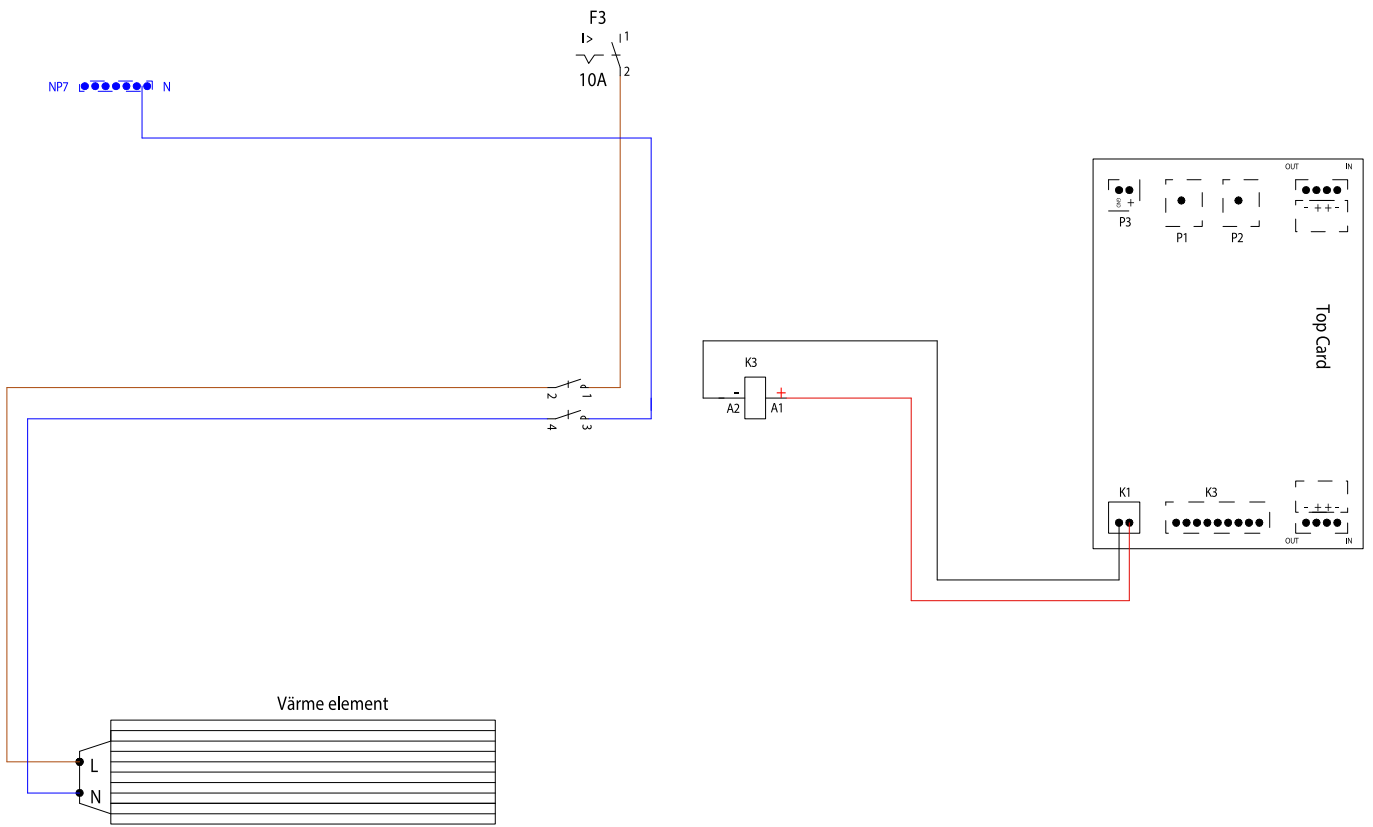 F3
I> 1
2
10A
NP7 N
OUT IN
GND +
- ++ -
P3
P1
P2
Top Card
K3
- +
A2 A1
2 1
4 3
K1
K3
- ++ -
OUT IN
Värme element
L
N